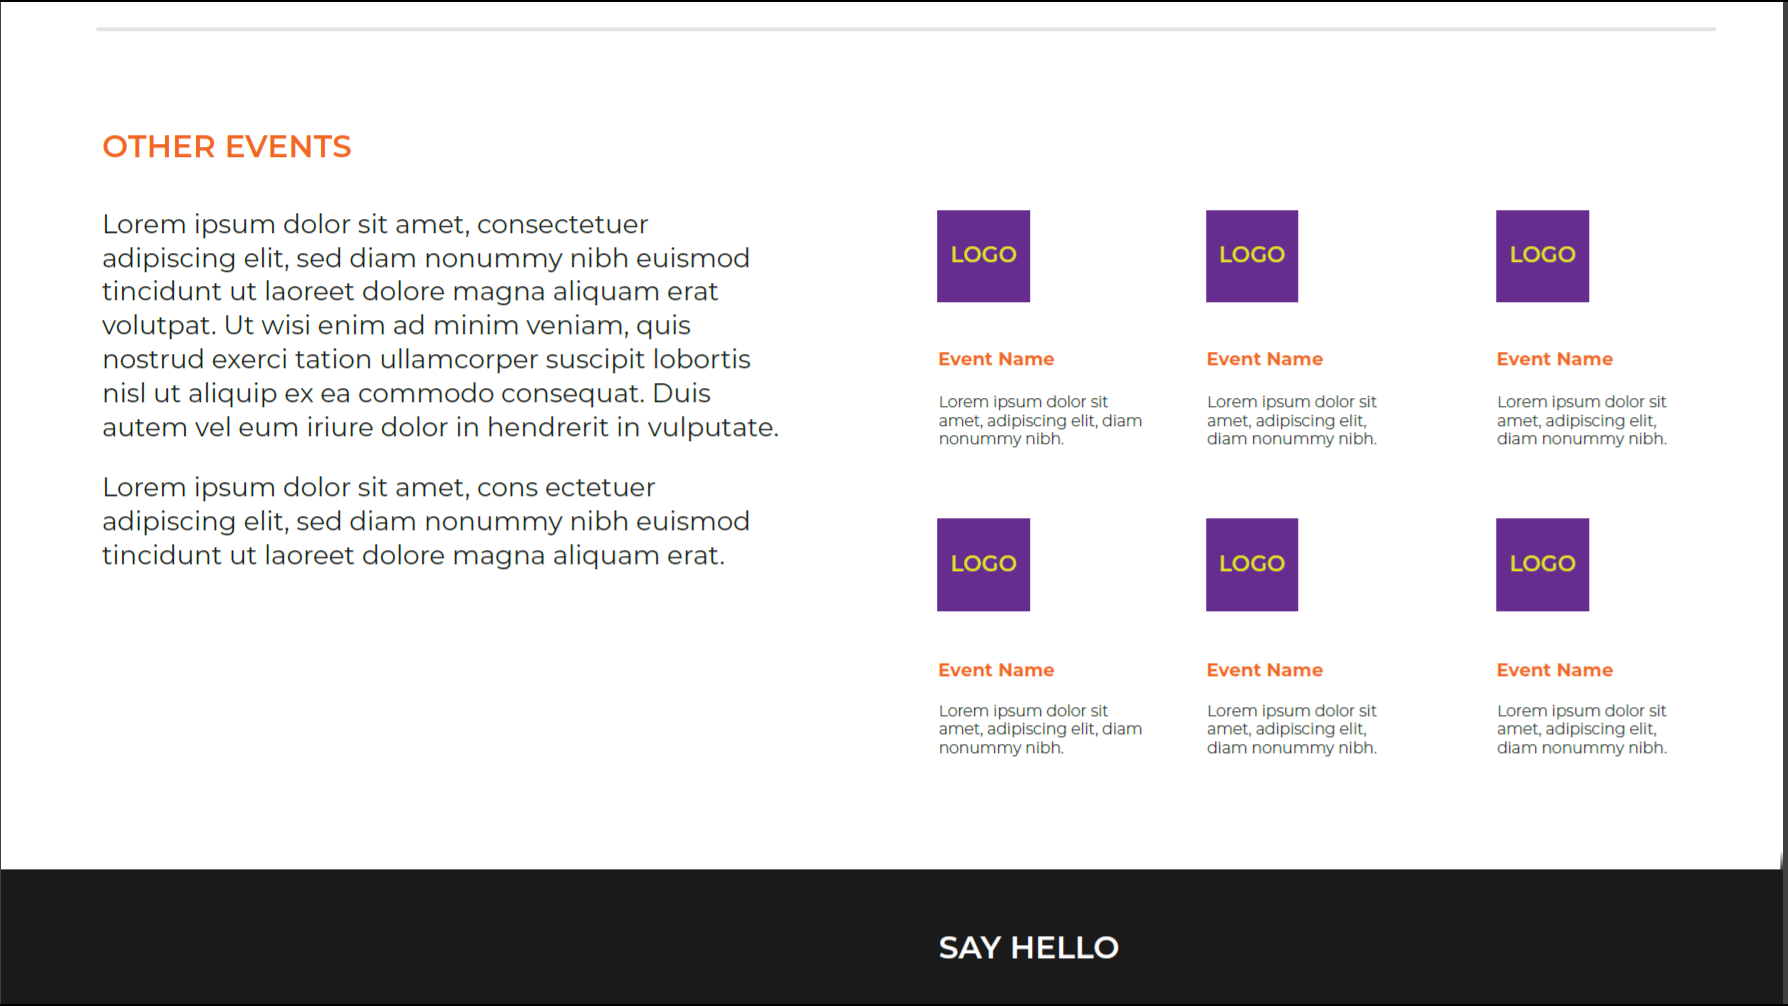 OTHER EVENTS
Lorem ipsum dolor sit amet, consectetuer
adipiscing elit, sed diam nonummy nibh euismod
tincidunt ut laoreet dolore magna aliquam erat
volutpat. Ut wisi enim ad minim veniam, quis
nostrud exerci tation ullamcorper suscipit lobortis
nisl ut aliquip ex ea commodo consequat. Duis
autem vel eum iriure dolor in hendrerit in vulputate.
Lorem ipsum dolor sit amet, cons ectetuer
adipiscing elit, sed diam nonummy nibh euismod
tincidunt ut laoreet dolore magna aliquam erat.
LOGO
Event Name
Lorem ipsum dolor sit
amet, adipiscing elit, diam
nonummy nibh.
LOGO
Event Name
Lorem ipsum dolor sit
amet, adipiscing elit,
diam nonummy nibh.
LOGO
Event Name
Lorem ipsum dolor sit
amet, adipiscing elit,
diam nonummy nibh.
LOGO
Event Name
Lorem ipsum dolor sit
amet, adipiscing elit, diam
nonummy nibh.
LOGO
Event Name
Lorem ipsum dolor sit
amet, adipiscing elit,
diam nonummy nibh.
LOGO
Event Name
Lorem ipsum dolor sit
amet, adipiscing elit,
diam nonummy nibh.
SAY HELLO